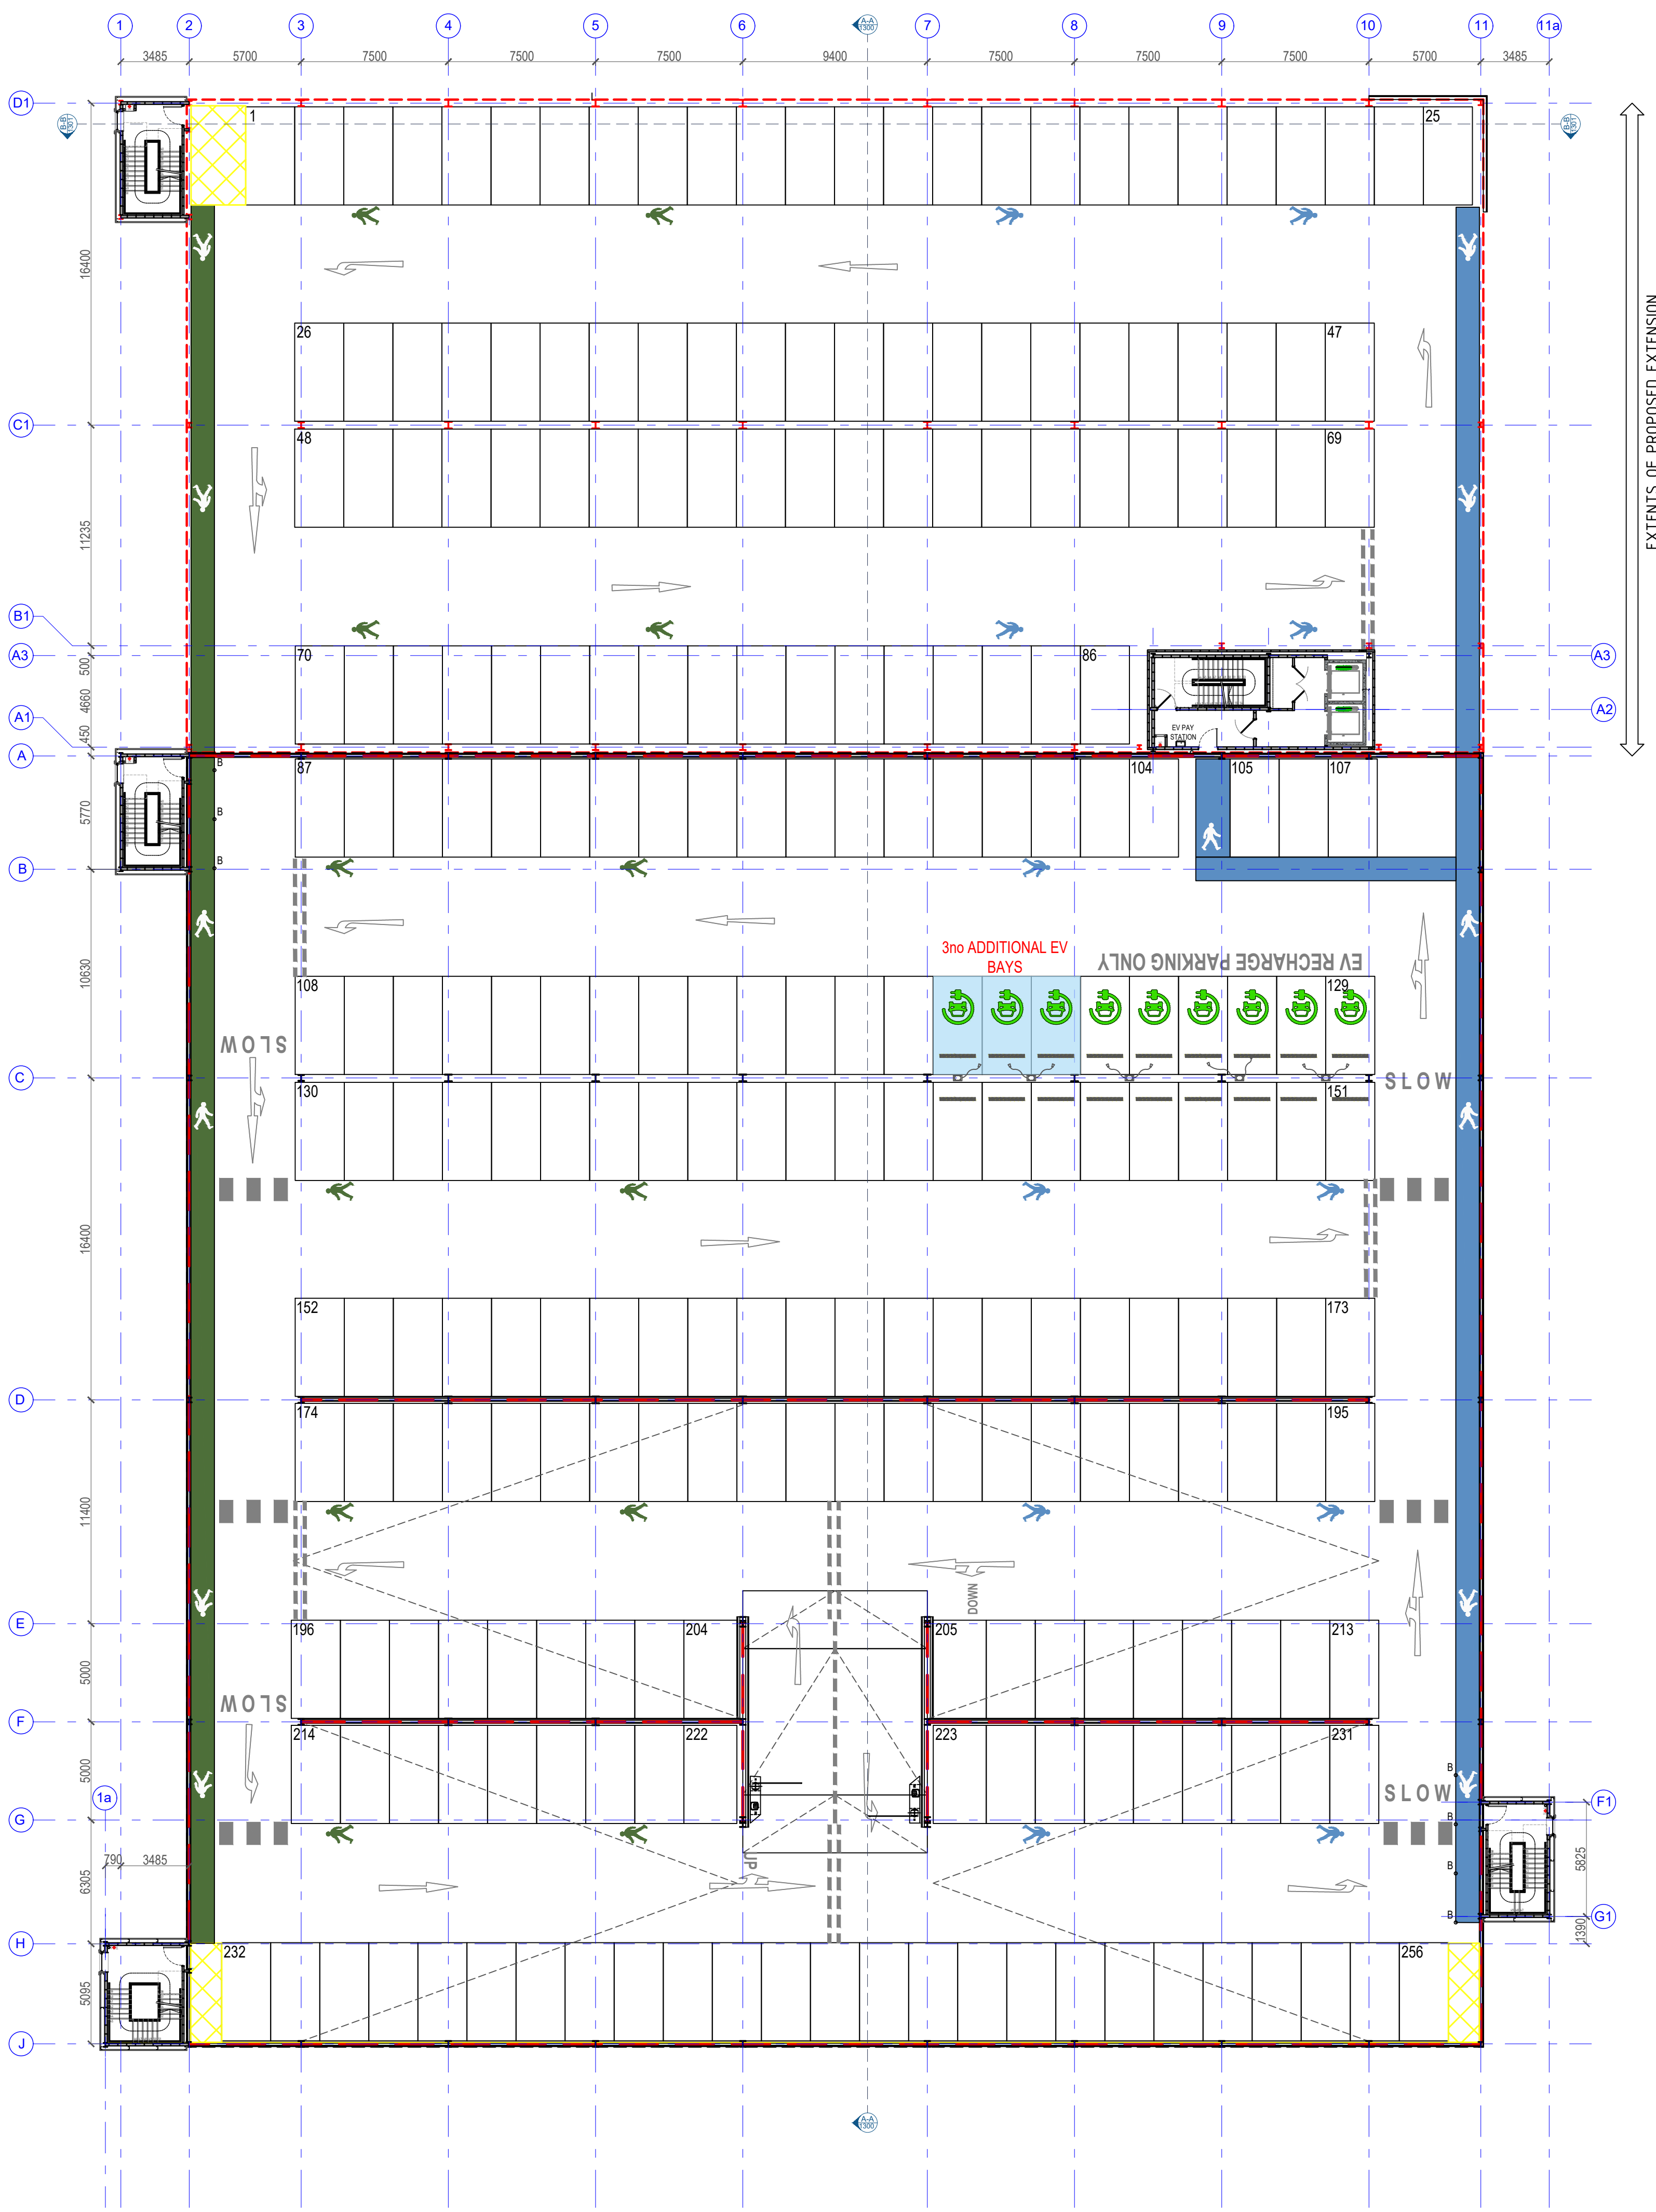 1 2 3 4 5 6 A-A 1300 7 8 9 10 11 11a
3485 5700 7500 7500 7500 9400 7500 7500 7500 5700 3485
D1
B-B 1301
1 25
B-B 1301
16400
26 47
EXTENTS OF PROPOSED EXTENSION
C1
48 69
11235
B1
A3 70 86 A3
500
4660
A1 A2
EV PAY
STATION
450
A
B
87 104 105 107
5770
B
B
B
10630
3no ADDITIONAL EV
BAYS
EV RECHARGE PARKING ONLY
108 129
SLOW
C
130 151
SLOW
16400
152 173
D
174 195
11400
DOWN
E
196 204 205 213
5000
SLOW
F
214 222 223 231
5000
B
SLOW
1a F1
G
B
790 3485
UP
B
5825
6305
B
G1
1390
H
232 256
5095
J
A-A 1300